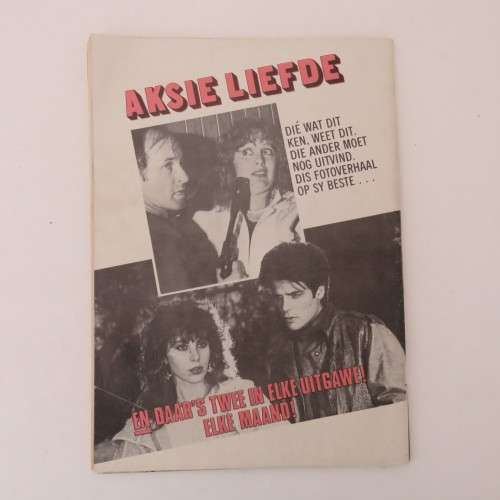 AKSIE LIEFDE
DIÉ WAT DIT
KEN, WEET DIT.
DIE ANDER MOET
NOG UITVIND.
DIS FOTOVERHAAL
OP SY BESTE . . .
EN DAAR'S TWEE IN ELKE UITGAWE!
ELKE MAAND!